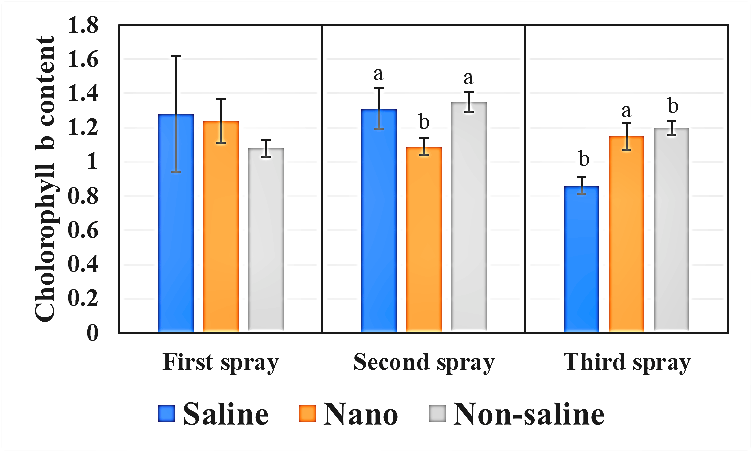 Cholorophyll b content
1.8
1.6
1.4
1.2
1
0.8
0.6
0.4
0.2
0
a
b
a
b
a
b
First spray
Second spray
Third spray
Saline
Nano
Non-saline